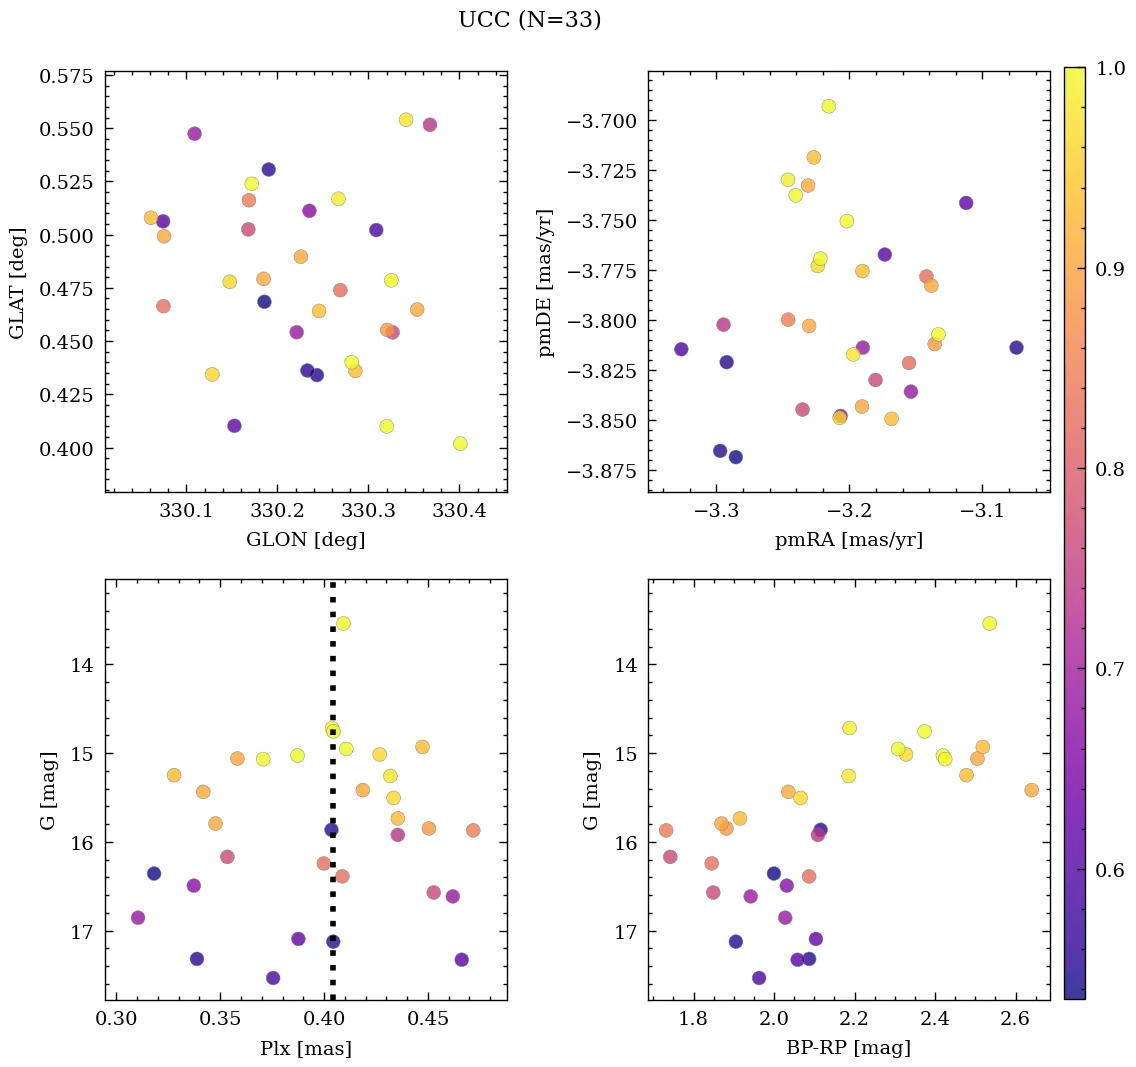 UCC (N=33)
0.575
0.550
0.525
0.500
0.475
0.450
0.425
0.400
GLAT [deg]
330.1 330.2 330.3 330.4
GLON [deg]
−3.700
−3.725
−3.750
−3.775
−3.800
−3.825
−3.850
−3.875
pmDE [mas/yr]
−3.3 −3.2 −3.1
pmRA [mas/yr]
14
15
16
17
G [mag]
0.30 0.35 0.40 0.45
Plx [mas]
14
15
16
17
G [mag]
1.8 2.0 2.2 2.4 2.6
BP-RP [mag]
1.0
0.9
0.8
0.7
0.6